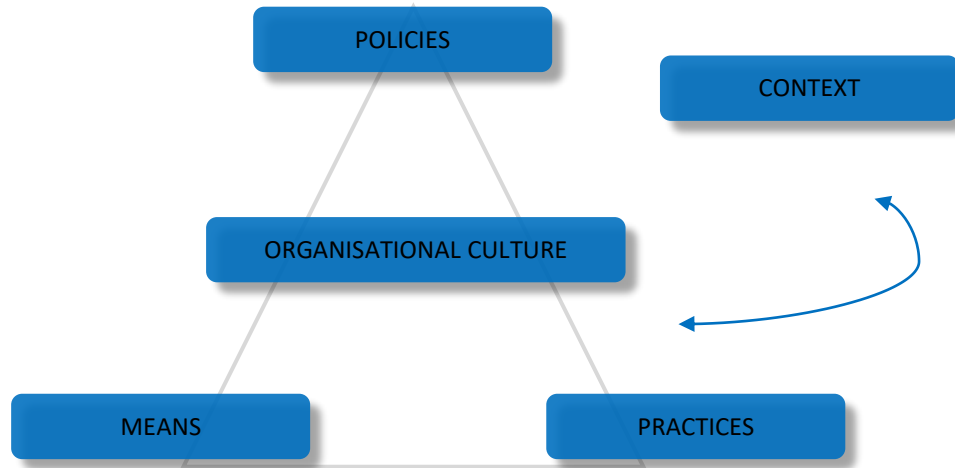 POLICIES
CONTEXT
ORGANISATIONAL CULTURE
MEANS
PRACTICES